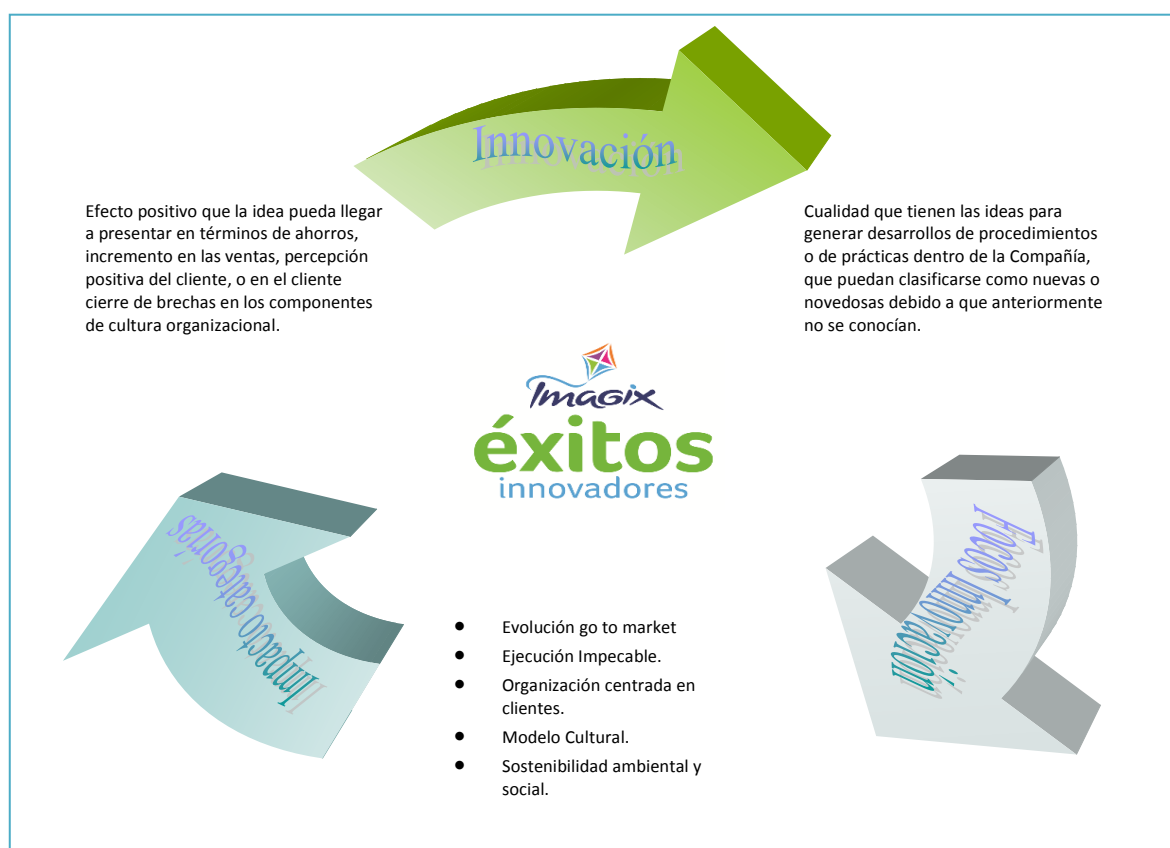 Innovación
Efecto positivo que la idea pueda llegar
a presentar en términos de ahorros,
incremento en las ventas, percepción
positiva del cliente, o en el cliente
cierre de brechas en los componentes
de cultura organizacional.
Cualidad que tienen las ideas para
generar desarrollos de procedimientos
o de prácticas dentro de la Compañía,
que puedan clasificarse como nuevas o
novedosas debido a que anteriormente
no se conocían.
Imagix
éxitos
innovadores
Impacto categorías
Focos Innovación
● Evolución go to market
● Ejecución Impecable.
● Organización centrada en
clientes.
● Modelo Cultural.
● Sostenibilidad ambiental y
social.